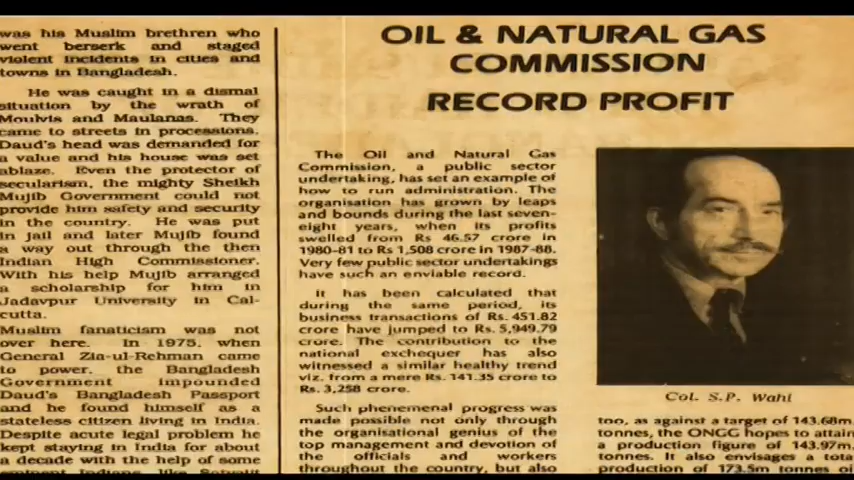 was his Muslim brethren who
went berserk and staged
violent incidents in cities and
towns in Bangladesh.
He was caught in a dismal
situation by the wrath of
Moulvis and Maulanas. They
came to streets in processions.
Daud's head was demanded for
a value and his house was set
ablaze. Even the protector of
secularism, the mighty Sheikh
Mujib Government could not
provide him safety and security
in the country. He was put
in jail and later Mujib found
a way out through the then
Indian High Commissioner.
With his help Mujib arranged
a scholarship for him in
Jadavpur University in Cal-
cutta.
Muslim fanaticism was not
over here. In 1975, when
General Zia-ul-Rehman came
to power, the Bangladesh
Government impounded
Daud's Bangladesh Passport
and he found himself as a
stateless citizen living in India.
Despite acute legal problem he
kept staying in India for about
a decade with the help of some
eminent Indians, like
OIL & NATURAL GAS
COMMISSION
RECORD PROFIT
The Oil and Natural Gas
Commission, a public sector
undertaking, has set an example of
how to run administration. The
organisation has grown by leaps
and bounds during the last seven-
eight years, when its profits
swelled from Rs 46.57 crore in
1980-81 to Rs 1,508 crore in 1987-88.
Very few public sector undertakings
have such an enviable record.
It has been calculated that
during the same period, its
business transactions of Rs. 451.82
crore have jumped to Rs. 5,949.79
crore. The contribution to the
national exchequer has also
witnessed a similar healthy trend
viz. from a mere Rs. 141.35 crore to
Rs. 3,258 crore.
Such phenomenal progress was
made possible not only through
the organisational genius of the
top management and devotion of
the officials and workers
throughout the country, but also
Col. S.P. Wahi
too, as against a target of 143.68m.
tonnes, the ONGC hopes to attain
a production figure of 143.97m.
tonnes. It also envisages a total
production of 173.5m tonnes oi